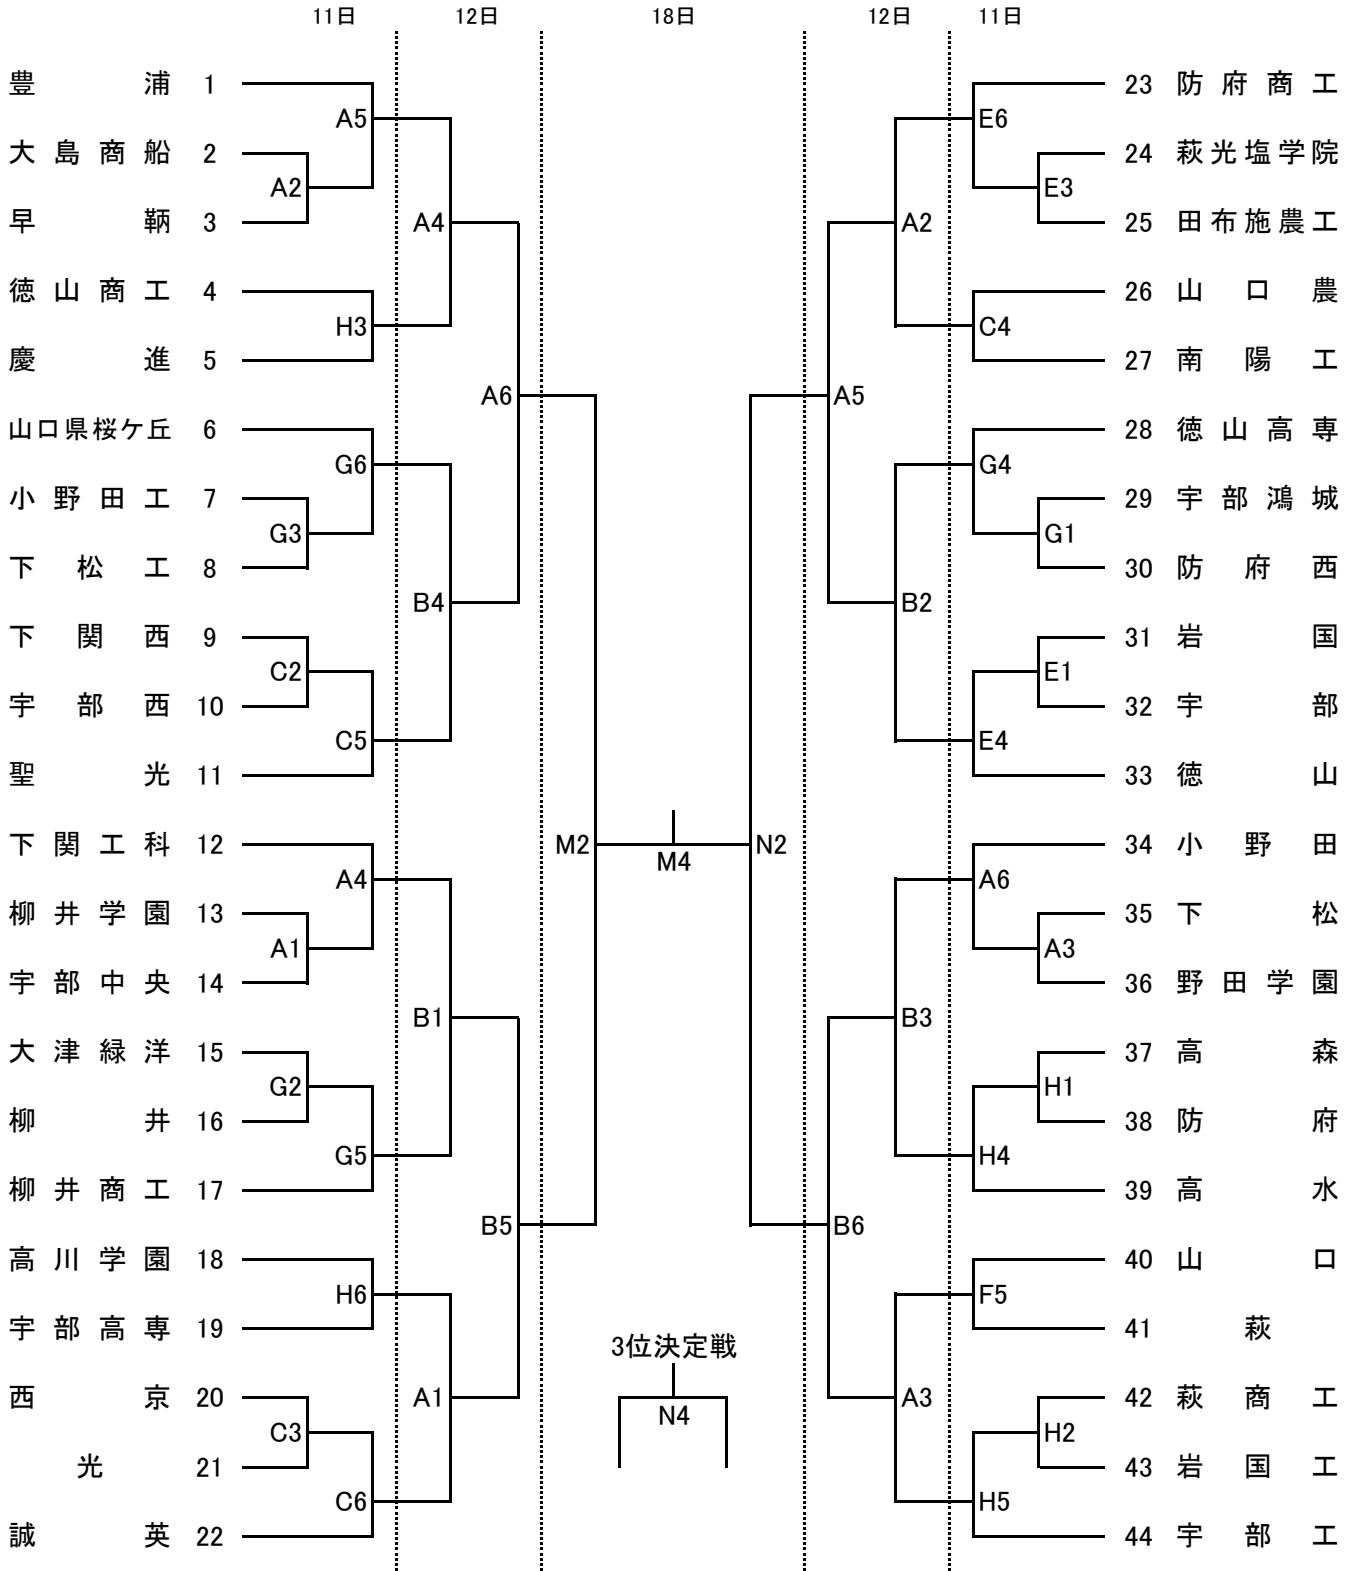 11日 12日 18日 12日 11日
豊浦 1 23 防府商工
A5 E6
大島商船 2 24 萩光塩学院
A2 E3
早鞆 3 A4 A2 25 田布施農工
徳山商工 4 26 山口農
H3 C4
慶進 5 27 南陽工
A6 A5
山口県桜ケ丘 6 28 徳山高専
G6 G4
小野田工 7 29 宇部鴻城
G3 G1
下松工 8 30 防府西
B4 B2
下関西 9 31 岩国
C2 E1
宇部西 10 32 宇部
C5 E4
聖光 11 33 徳山
下関工科 12 M2 M4 N2 34 小野田
A4 A6
柳井学園 13 35 下松
A1 A3
宇部中央 14 36 野田学園
B1 B3
大津緑洋 15 37 高森
G2 H1
柳井 16 38 防府
G5 H4
柳井商工 17 39 高水
B5 B6
高川学園 18 40 山口
H6 F5
宇部高専 19 41 萩
3位決定戦
西京 20 A1 N4 A3 42 萩商工
C3 H2
光 21 43 岩国工
C6 H5
誠英 22 44 宇部工